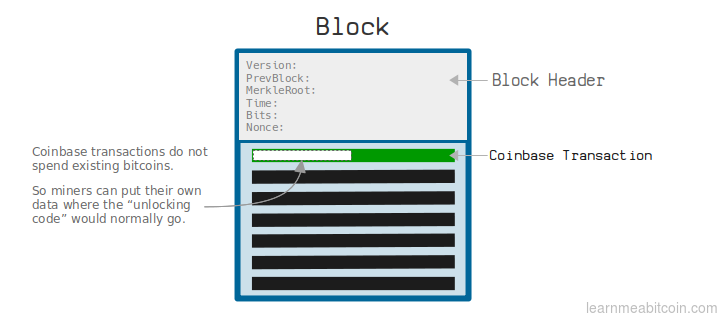 Block
Version:
PrevBlock:
MerkleRoot:
Time:
Bits:
Nonce:
Block Header
Coinbase Transaction
Coinbase transactions do not
spend existing bitcoins.
So miners can put their own
data where the “unlocking
code” would normally go.
learnmeabitcoin.com